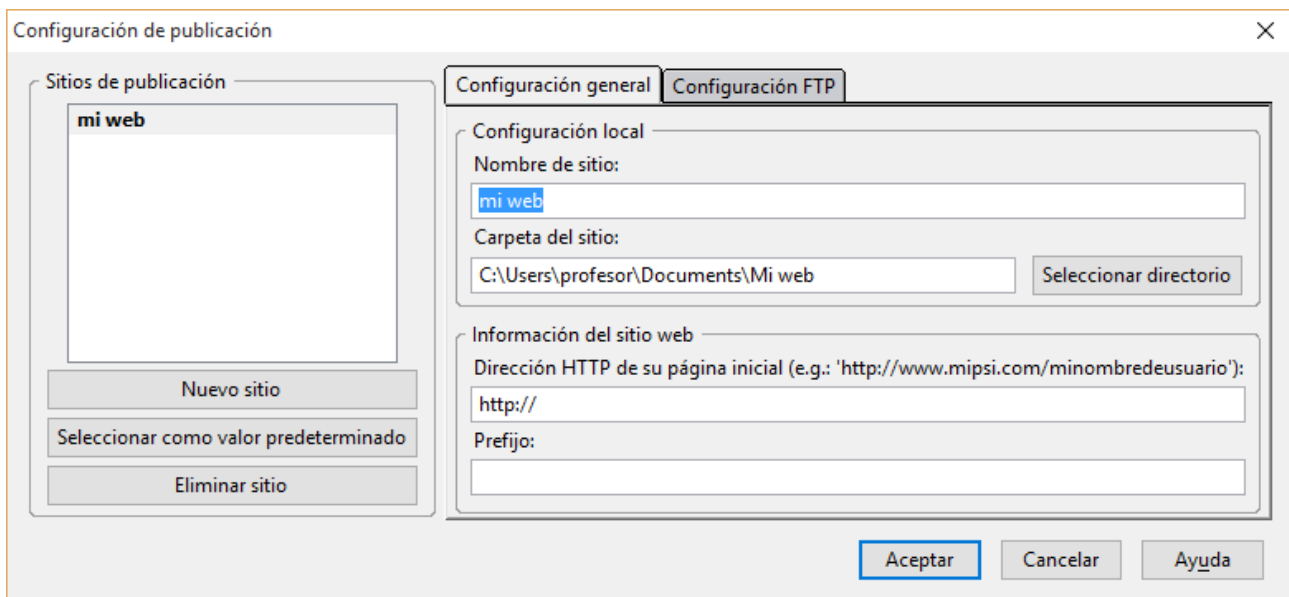 Configuración de publicación
Sitios de publicación
mi web
Nuevo sitio
Seleccionar como valor predeterminado
Eliminar sitio
Configuración general
Configuración FTP
Configuración local
Nombre de sitio:
mi web
Carpeta del sitio:
C:\Users\profesor\Documents\Mi web
Seleccionar directorio
Información del sitio web
Dirección HTTP de su página inicial (e.g.: 'http://www.mipsi.com/minombredeusuario'):
http://
Prefijo:
Aceptar
Cancelar
Ayuda